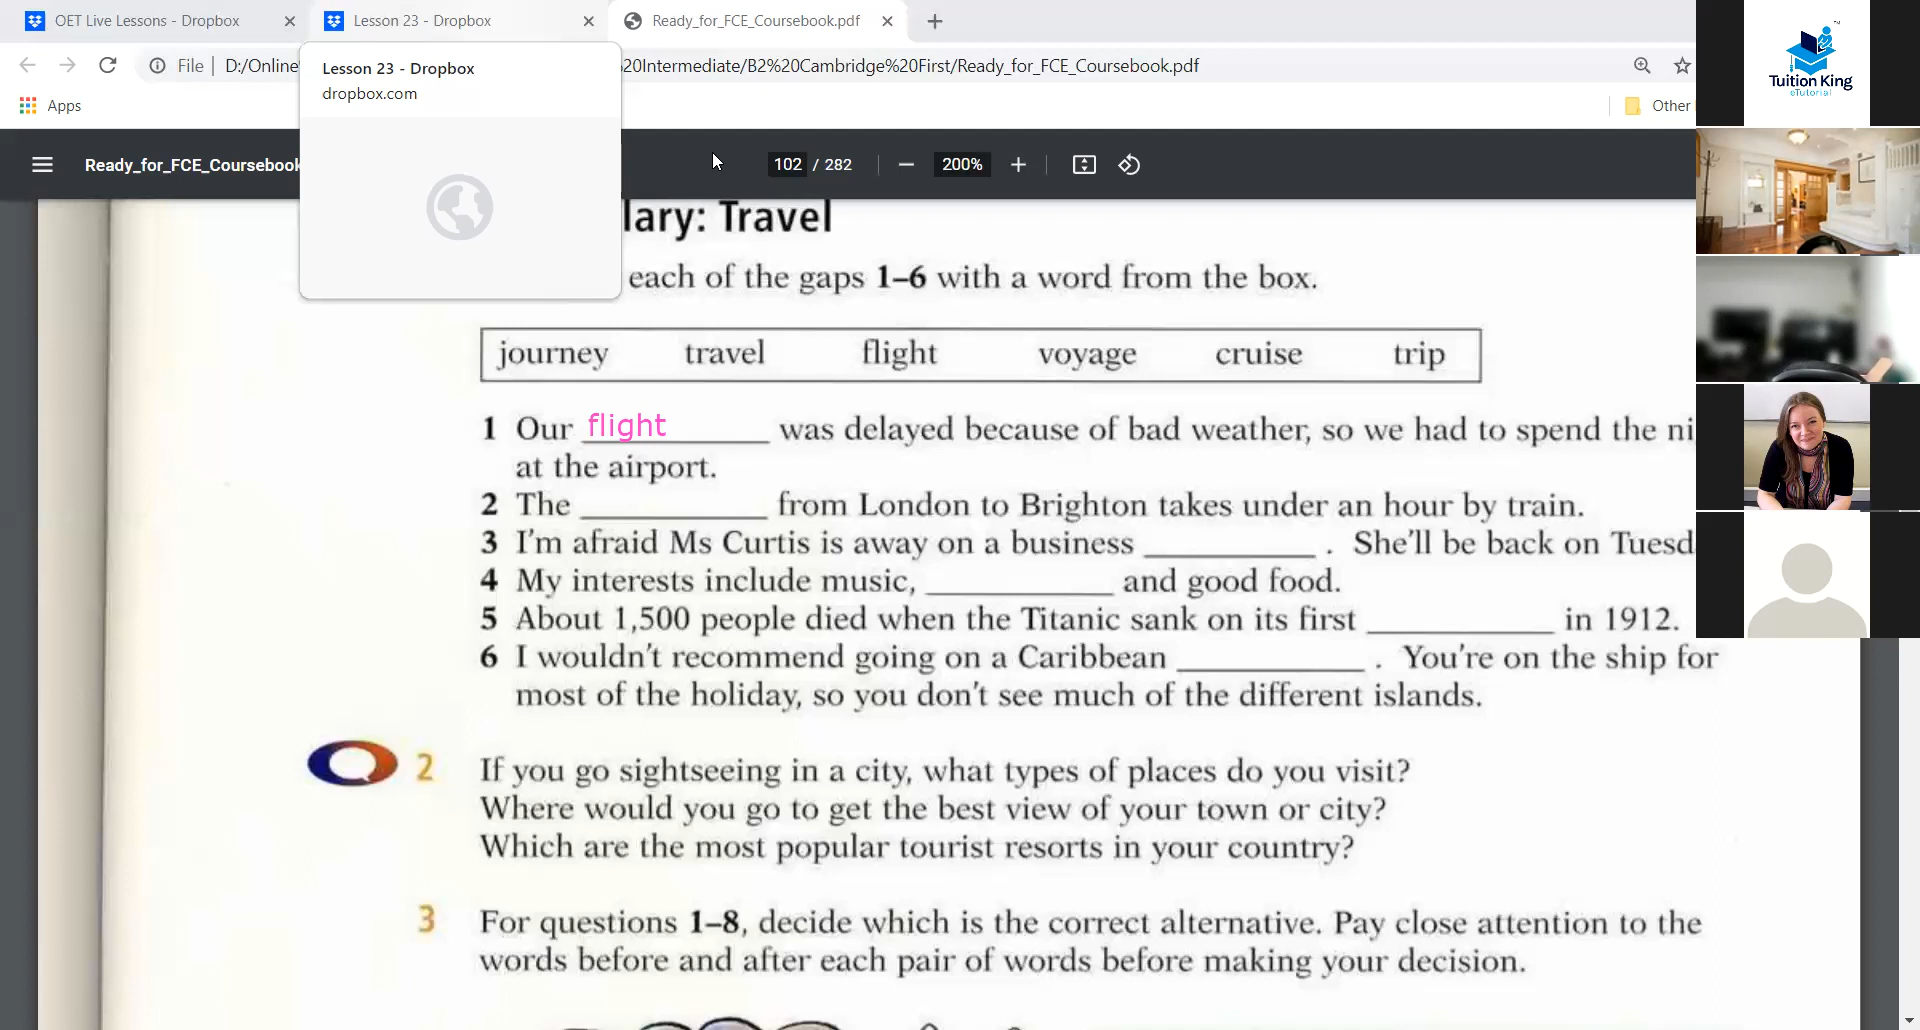 OET Live Lessons - Dropbox
Lesson 23 - Dropbox
Ready_for_FCE_Coursebook.pdf
File
D:/Online
20Intermediate/B2%20Cambridge%20First/Ready_for_FCE_Coursebook.pdf
Lesson 23 - Dropbox
dropbox.com
Apps
Other
Tuition King
eTutorial
Ready_for_FCE_Coursebook
102 / 282
200%
lary: Travel
each of the gaps 1–6 with a word from the box.
journey travel flight voyage cruise trip
1 Our flight was delayed because of bad weather, so we had to spend the ni
at the airport.
2 The ____ from London to Brighton takes under an hour by train.
3 I'm afraid Ms Curtis is away on a business ____ . She'll be back on Tuesd
4 My interests include music, ____ and good food.
5 About 1,500 people died when the Titanic sank on its first ____ in 1912.
6 I wouldn't recommend going on a Caribbean ____ . You're on the ship for
most of the holiday, so you don't see much of the different islands.
2 If you go sightseeing in a city, what types of places do you visit?
Where would you go to get the best view of your town or city?
Which are the most popular tourist resorts in your country?
3 For questions 1–8, decide which is the correct alternative. Pay close attention to the
words before and after each pair of words before making your decision.